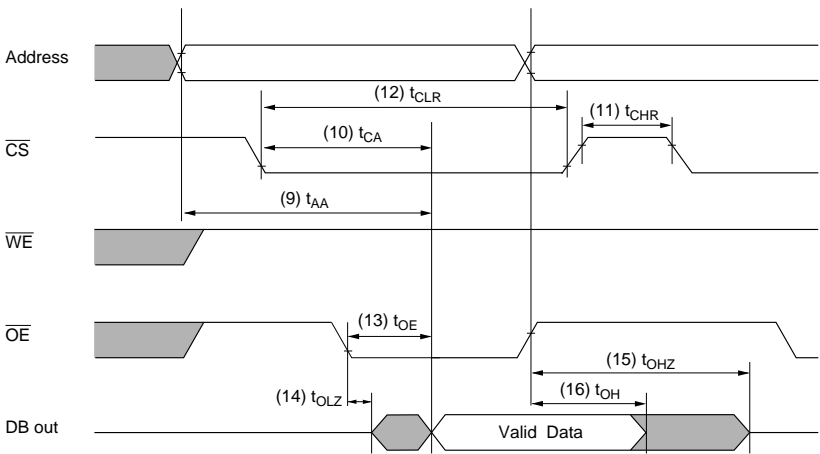 Address
(12) tCLR
(11) tCHR
(10) tCA
CS
(9) tAA
WE
(13) tOE
OE
(15) tOHZ
(14) tOLZ
(16) tOH
DB out
Valid Data